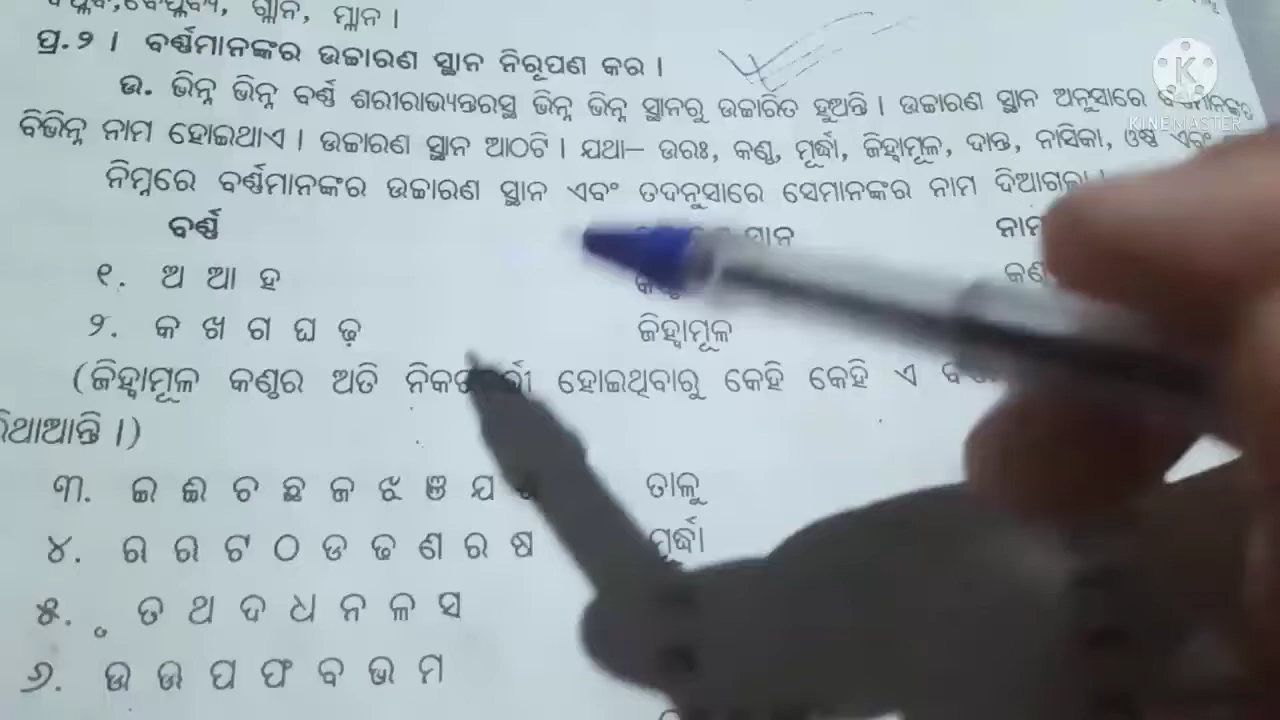 ଗ୍ଲାନ, ମ୍ଲାନ ।
ପ୍ର.୨ । ବର୍ଣ୍ଣମାନଙ୍କର ଉଚ୍ଚାରଣ ସ୍ଥାନ ନିରୂପଣ କର ।
ଉ. ଭିନ୍ନ ଭିନ୍ନ ବର୍ଣ୍ଣ ଶରୀରାଭ୍ୟନ୍ତରସ୍ଥ ଭିନ୍ନ ଭିନ୍ନ ସ୍ଥାନରୁ ଉଚ୍ଚାରିତ ହୁଅନ୍ତି । ଉଚ୍ଚାରଣ ସ୍ଥାନ ଅନୁସାରେ
ବିଭିନ୍ନ ନାମ ହୋଇଥାଏ । ଉଚ୍ଚାରଣ ସ୍ଥାନ ଆଠଟି । ଯଥା– ଉରଃ, କଣ୍ଠ, ମୂର୍ଦ୍ଧା, ଜିହ୍ୱାମୂଳ, ଦାନ୍ତ, ନାସିକା, ଓଷ୍ଠ ଏବଂ
ନିମ୍ନରେ ବର୍ଣ୍ଣମାନଙ୍କର ଉଚ୍ଚାରଣ ସ୍ଥାନ ଏବଂ ତଦନୁସାରେ ସେମାନଙ୍କର ନାମ ଦିଆଗଲା ।
ବର୍ଣ୍ଣ ସ୍ଥାନ ନାମ
୧. ଅ ଆ ହ
୨. କ ଖ ଗ ଘ ଢ଼ ଜିହ୍ୱାମୂଳ
(ଜିହ୍ୱାମୂଳ କଣ୍ଠର ଅତି ହୋଇଥିବାରୁ କେହି କେହି ଏ
ଥାଆନ୍ତି ।)
୩. ଇ ଈ ଚ ଛ ଜ ଝ ଞ ଯ ତାଳୁ
୪. ର ର ଟ ଠ ଡ ଢ ଣ ର ଷ ମୂର୍ଦ୍ଧା
୫. ତ ଥ ଦ ଧ ନ ଳ ସ
୬. ଉ ଊ ପ ଫ ବ ଭ ମ
K
KINEMASTER